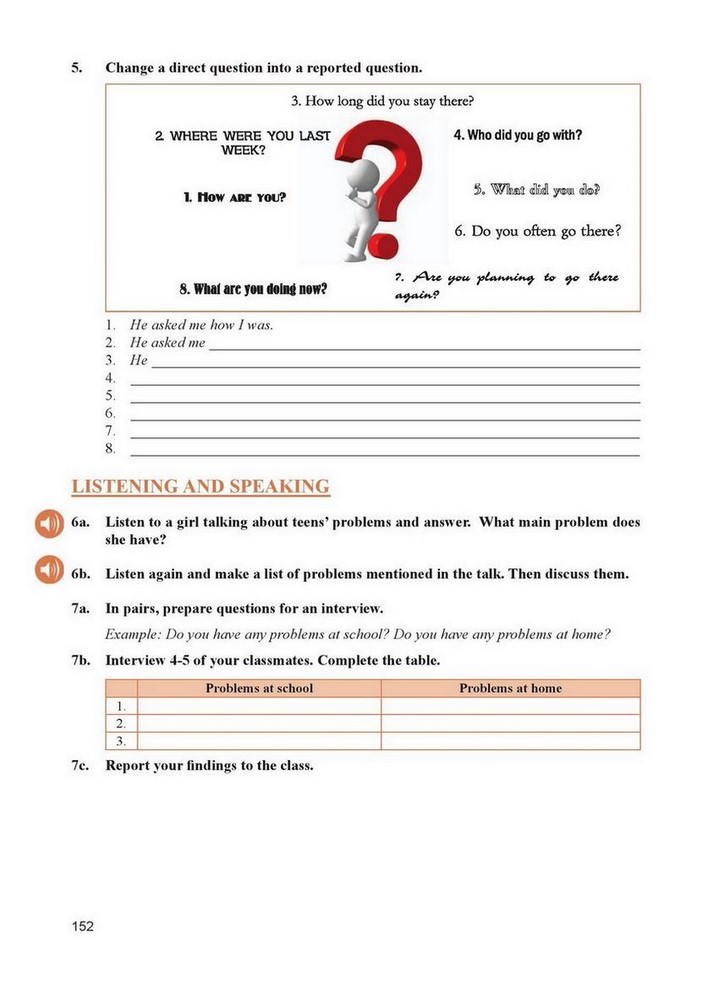 5. Change a direct question into a reported question.
3. How long did you stay there?
2. WHERE WERE YOU LAST
WEEK?
4. Who did you go with?
1. How are you?
5. What did you do?
6. Do you often go there?
8. What are you doing now?
7. Are you planning to go there
again?
1. He asked me how I was.
2. He asked me
3. He
4.
5.
6.
7.
8.
LISTENING AND SPEAKING
6a. Listen to a girl talking about teens' problems and answer. What main problem does
she have?
6b. Listen again and make a list of problems mentioned in the talk. Then discuss them.
7a. In pairs, prepare questions for an interview.
Example: Do you have any problems at school? Do you have any problems at home?
7b. Interview 4-5 of your classmates. Complete the table.
Problems at school Problems at home
1.
2.
3.
7c. Report your findings to the class.
152